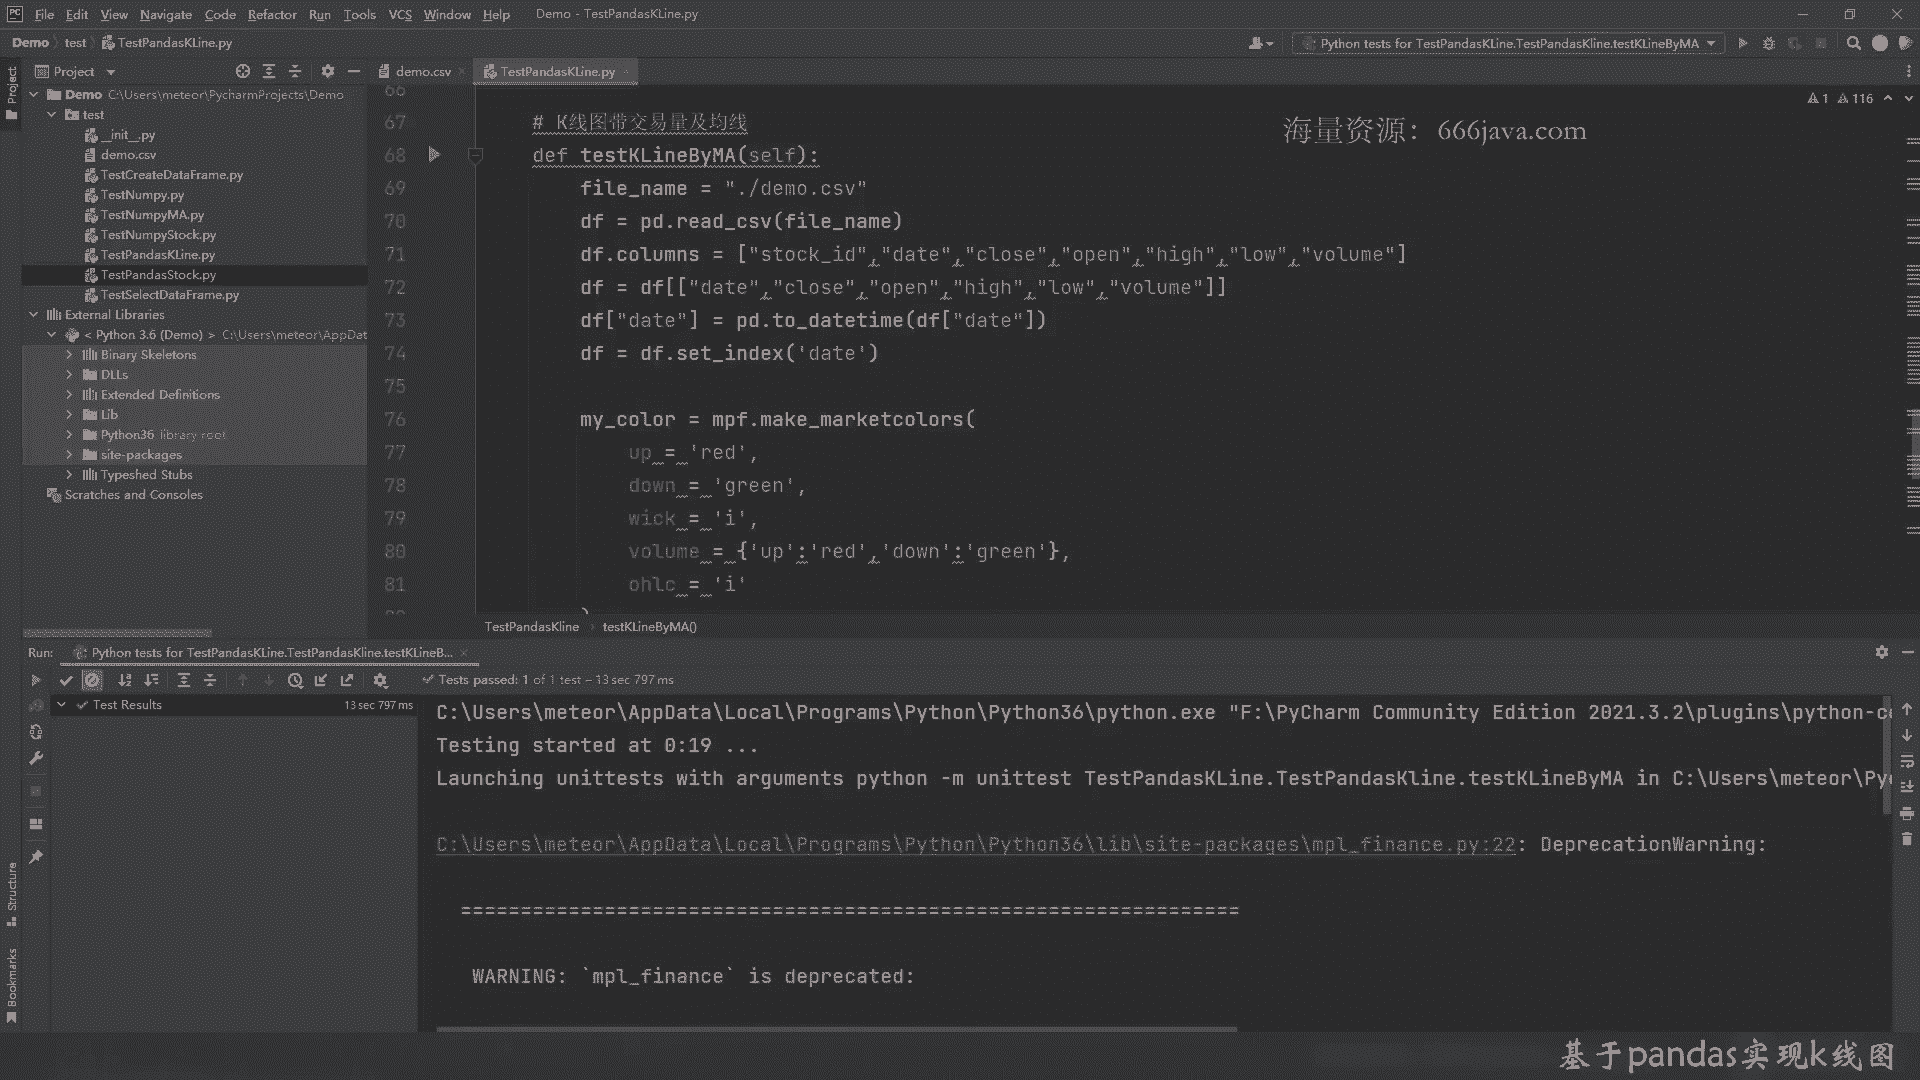 File Edit View Navigate Code Refactor Run Tools VCS Window Help Demo - TestPandasKLine.py
Demo test TestPandasKLine.py
Python tests for TestPandasKLine.TestPandasKline.testKLineByMA
Project
Project
demo.csv
TestPandasKLine.py
Demo C:\Users\meteor\PycharmProjects\Demo
test
__init__.py
demo.csv
TestCreateDataFrame.py
TestNumpy.py
TestNumpyMA.py
TestNumpyStock.py
TestPandasKLine.py
TestPandasStock.py
TestSelectDataFrame.py
External Libraries
< Python 3.6 (Demo) > C:\Users\meteor\AppDat
Binary Skeletons
DLLs
Extended Definitions
Lib
Python36 library root
site-packages
Typeshed Stubs
Scratches and Consoles
1 116
海量资源：666java.com
66
67 # K线图带交易量及均线
68 def testKLineByMA(self):
69 file_name = "./demo.csv"
70 df = pd.read_csv(file_name)
71 df.columns = ["stock_id","date","close","open","high","low","volume"]
72 df = df[["date","close","open","high","low","volume"]]
73 df["date"] = pd.to_datetime(df["date"])
74 df = df.set_index('date')
75
76 my_color = mpf.make_marketcolors(
77 up = 'red',
78 down = 'green',
79 wick = 'i',
80 volume = {'up':'red','down':'green'},
81 ohlc = 'i'
TestPandasKline testKLineByMA()
Run: Python tests for TestPandasKLine.TestPandasKline.testKLineB...
Tests passed: 1 of 1 test – 13 sec 797 ms
Test Results 13 sec 797 ms
C:\Users\meteor\AppData\Local\Programs\Python\Python36\python.exe "F:\PyCharm Community Edition 2021.3.2\plugins\python-ce
Testing started at 0:19 ...
Launching unittests with arguments python -m unittest TestPandasKLine.TestPandasKline.testKLineByMA in C:\Users\meteor\Py
C:\Users\meteor\AppData\Local\Programs\Python\Python36\lib\site-packages\mpl_finance.py:22: DeprecationWarning:
=================================================================
WARNING: `mpl_finance` is deprecated:
Structure
Bookmarks
基于pandas实现k线图